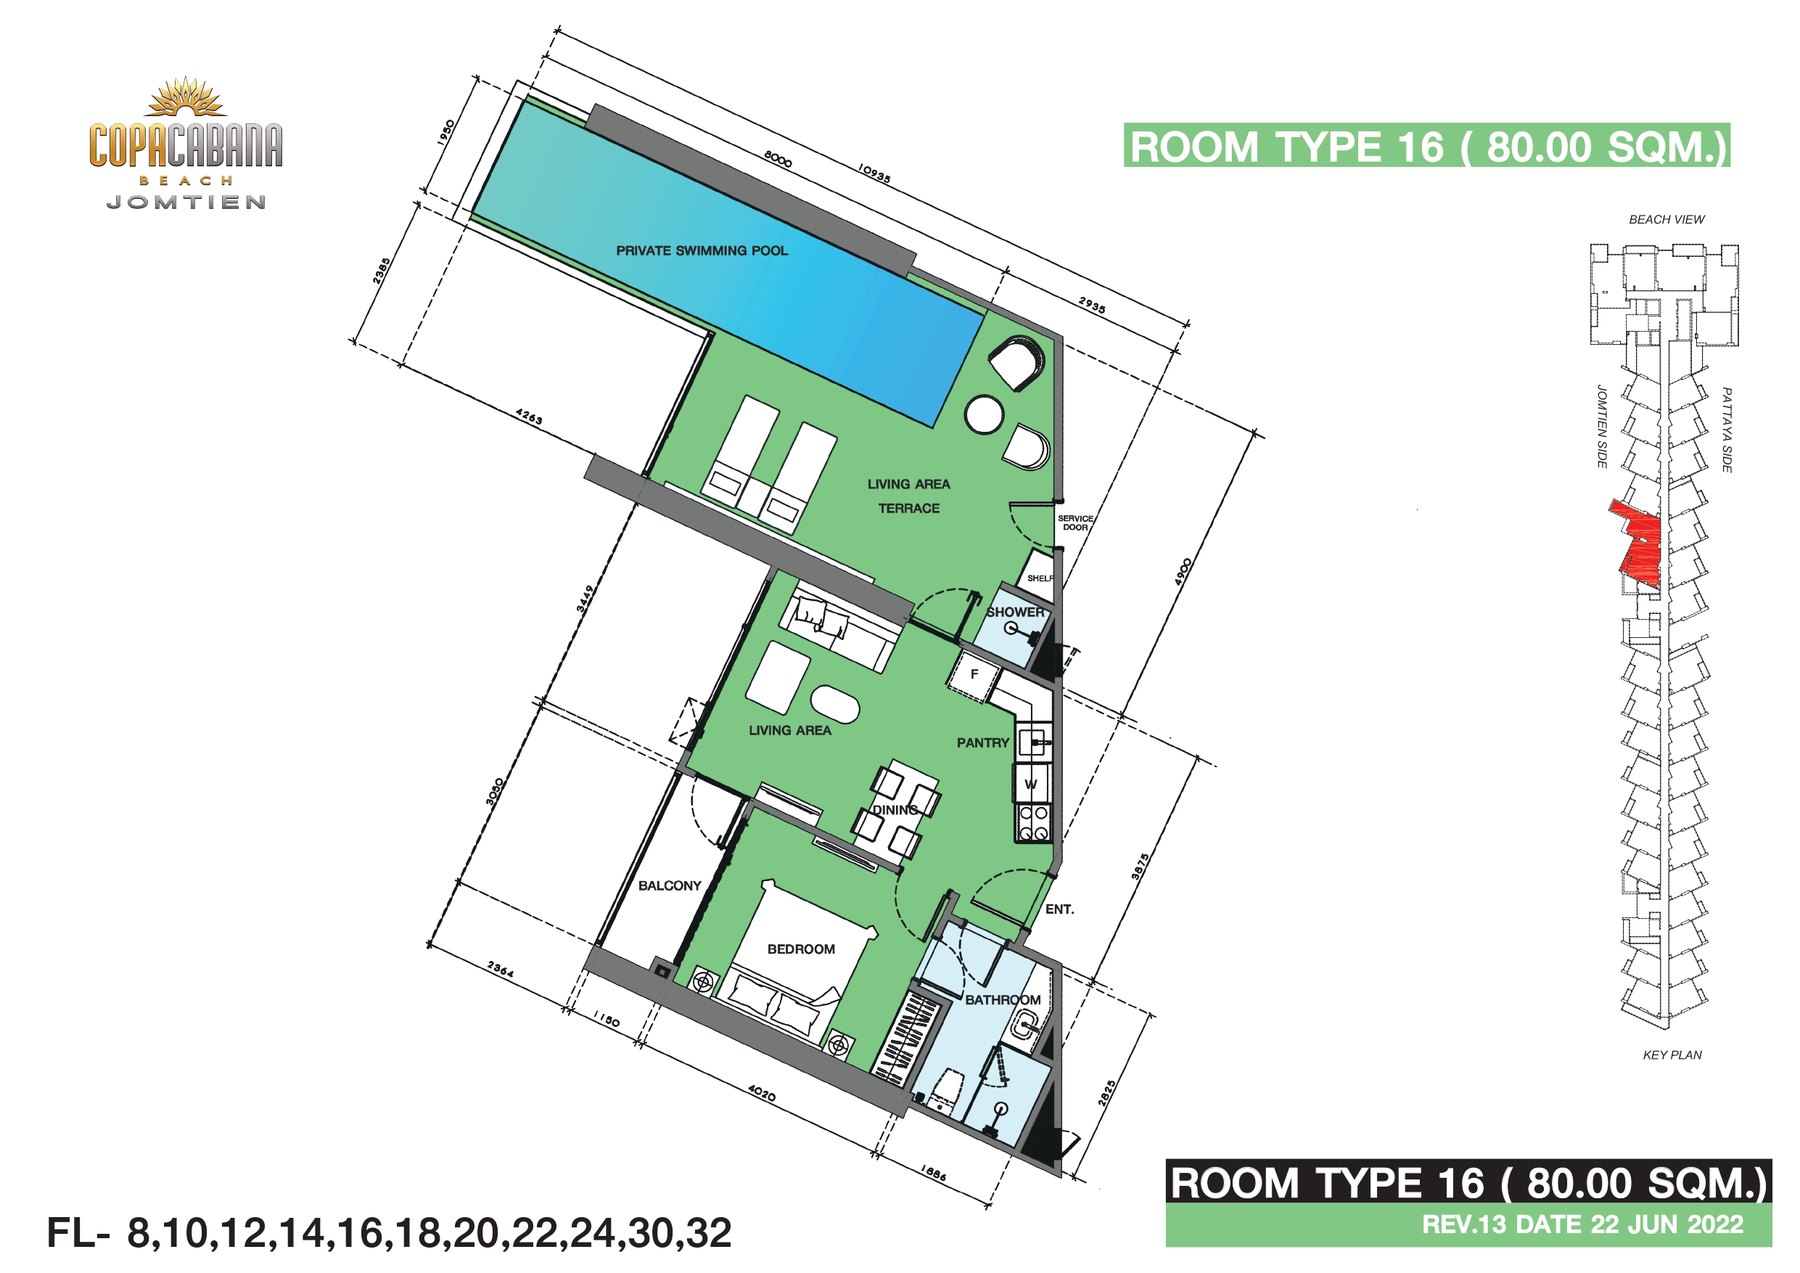 COPACABANA
BEACH
JOMTIEN
ROOM TYPE 16 ( 80.00 SQM.)
BEACH VIEW
JOMTIEN SIDE
PATTAYA SIDE
KEY PLAN
1950
8000
10935
2385
PRIVATE SWIMMING POOL
2935
4263
LIVING AREA
TERRACE
SERVICE
DOOR
SHELF
4900
3449
SHOWER
F
LIVING AREA
PANTRY
W
3050
DINING
3875
BALCONY
ENT.
BEDROOM
2364
BATHROOM
1150
4020
2825
1886
ROOM TYPE 16 ( 80.00 SQM.)
REV.13 DATE 22 JUN 2022
FL- 8,10,12,14,16,18,20,22,24,30,32